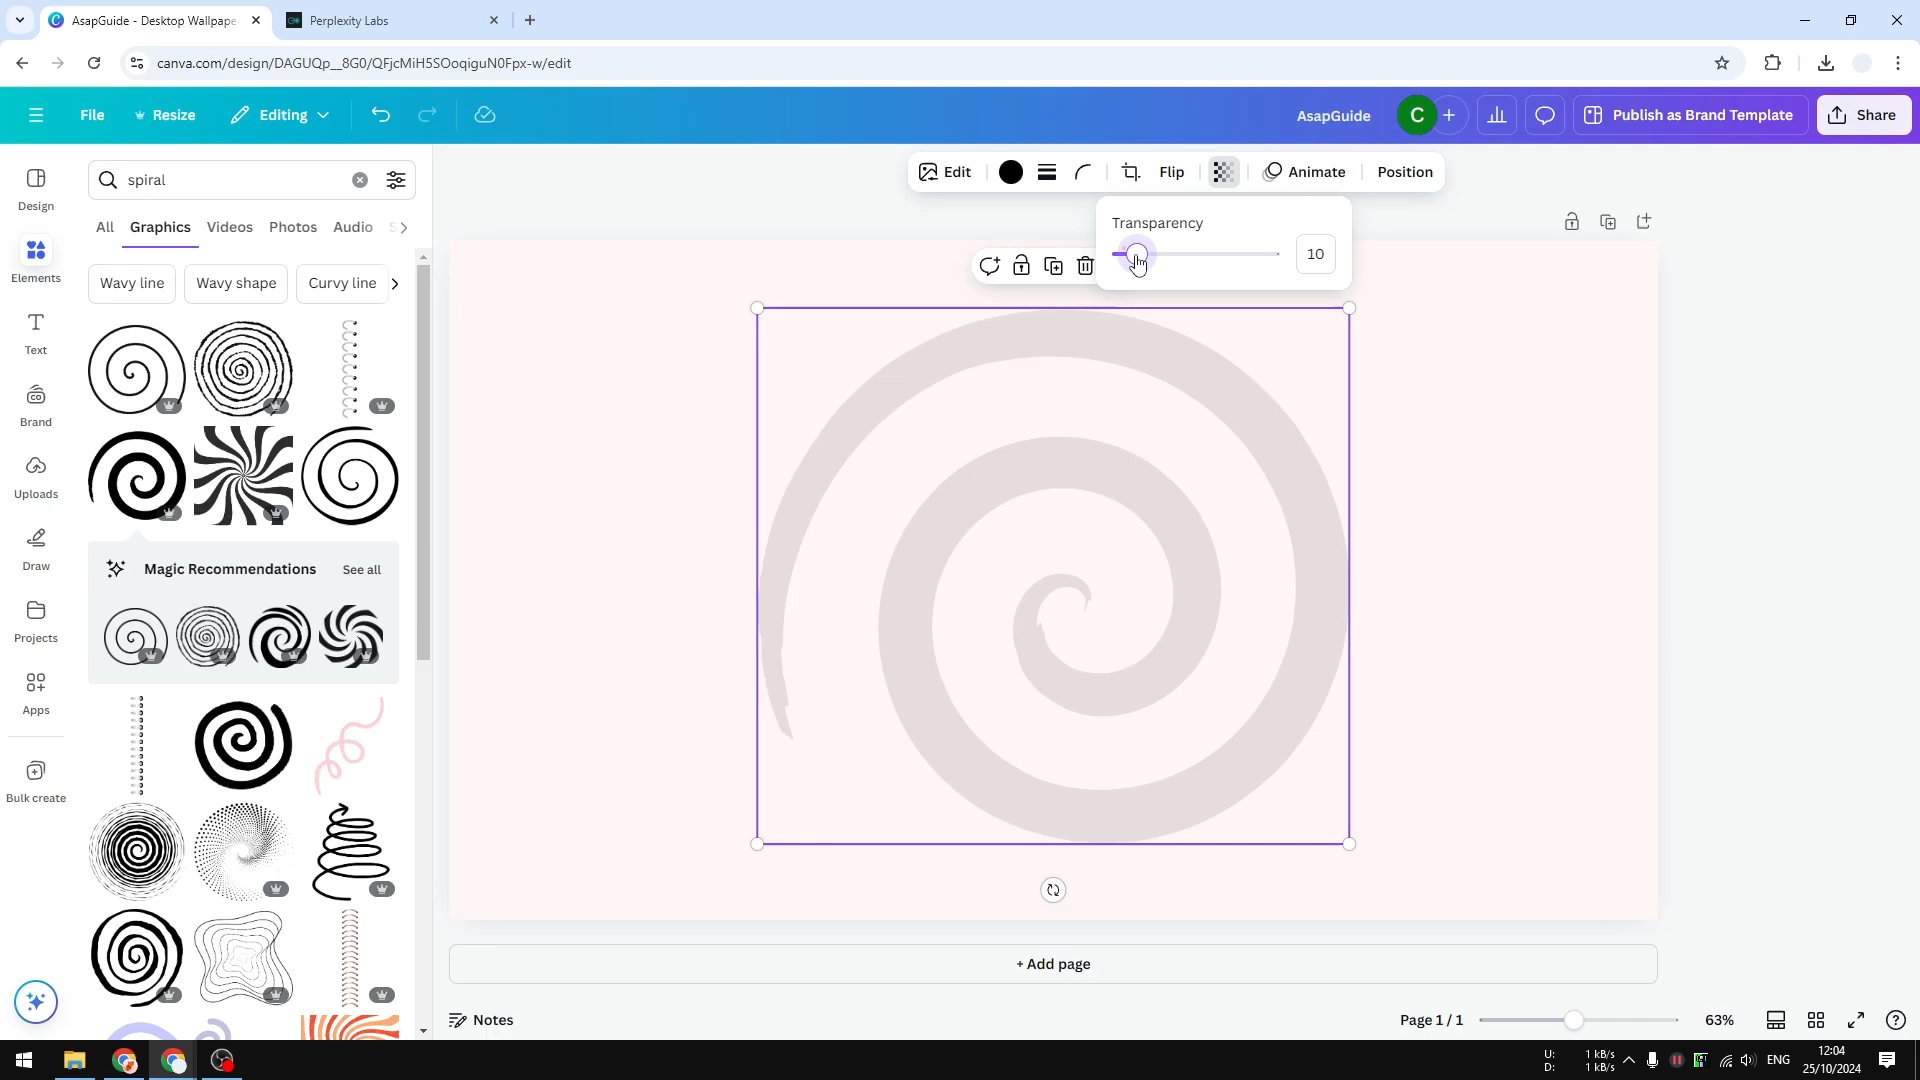 AsapGuide - Desktop Wallpape
Perplexity Labs
canva.com/design/DAGUQp__8G0/QFjcMiH5SOoqiguN0Fpx-w/edit
File
Resize
Editing
AsapGuide
C
Publish as Brand Template
Share
spiral
Edit
Flip
Animate
Position
Design
Elements
Text
Brand
Uploads
Draw
Projects
Apps
Bulk create
All
Graphics
Videos
Photos
Audio
S
Wavy line
Wavy shape
Curvy line
Magic Recommendations
See all
Transparency
10
+ Add page
Notes
Page 1 / 1
63%
U:
1 kB/s
D:
1 kB/s
ENG
12:04
25/10/2024